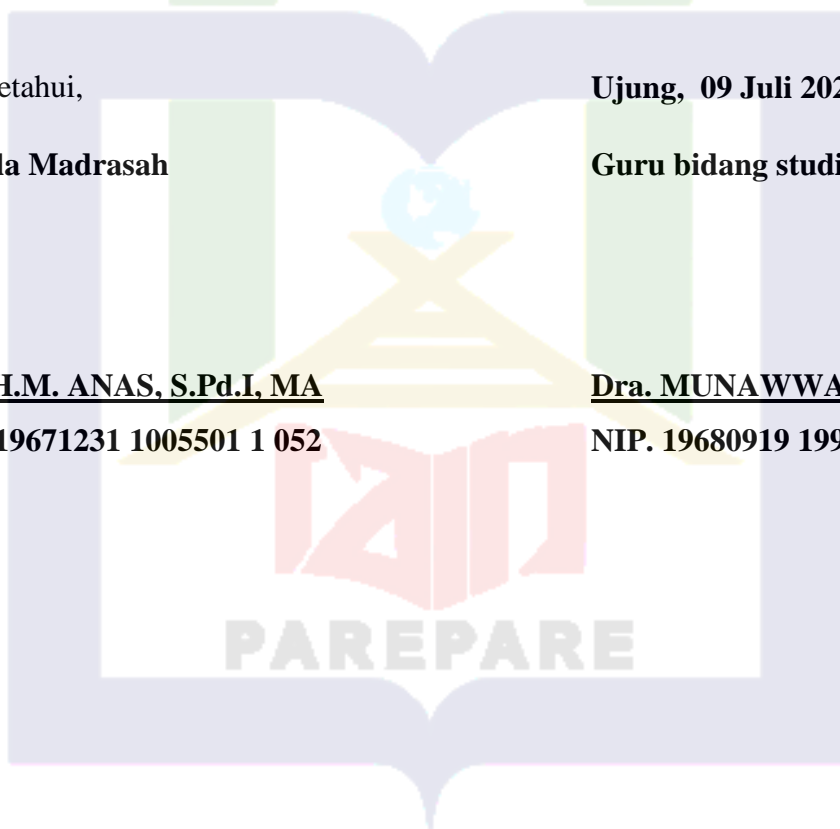 etahui, Ujung, 09 Juli 202
la Madrasah Guru bidang studi
H.M. ANAS, S.Pd.I, MA Dra. MUNAWWA
19671231 1005501 1 052 NIP. 19680919 199
iain
PAREPARE